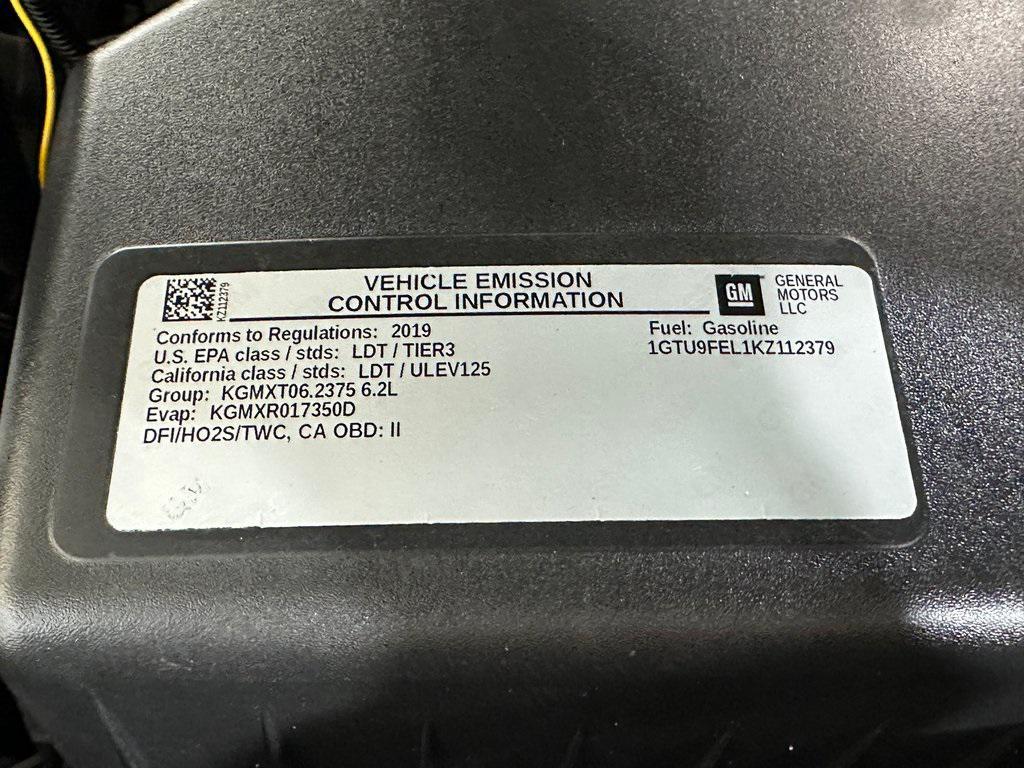 KZ112379
VEHICLE EMISSION
CONTROL INFORMATION
GM
GENERAL
MOTORS
LLC
Conforms to Regulations: 2019
U.S. EPA class / stds: LDT / TIER3
California class / stds: LDT / ULEV125
Group: KGMXT06.2375 6.2L
Evap: KGMXR017350D
DFI/HO2S/TWC, CA OBD: II
Fuel: Gasoline
1GTU9FEL1KZ112379